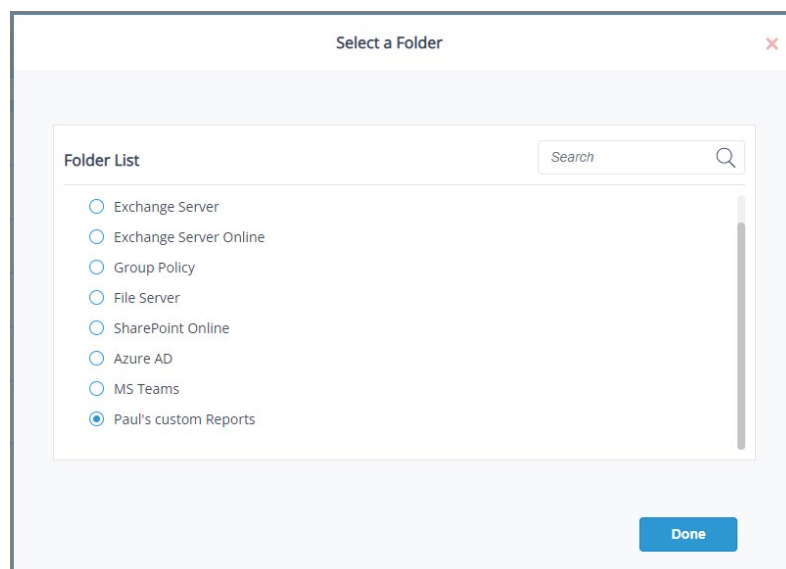 Select a Folder
Folder List
Search
Exchange Server
Exchange Server Online
Group Policy
File Server
SharePoint Online
Azure AD
MS Teams
Paul's custom Reports
Done